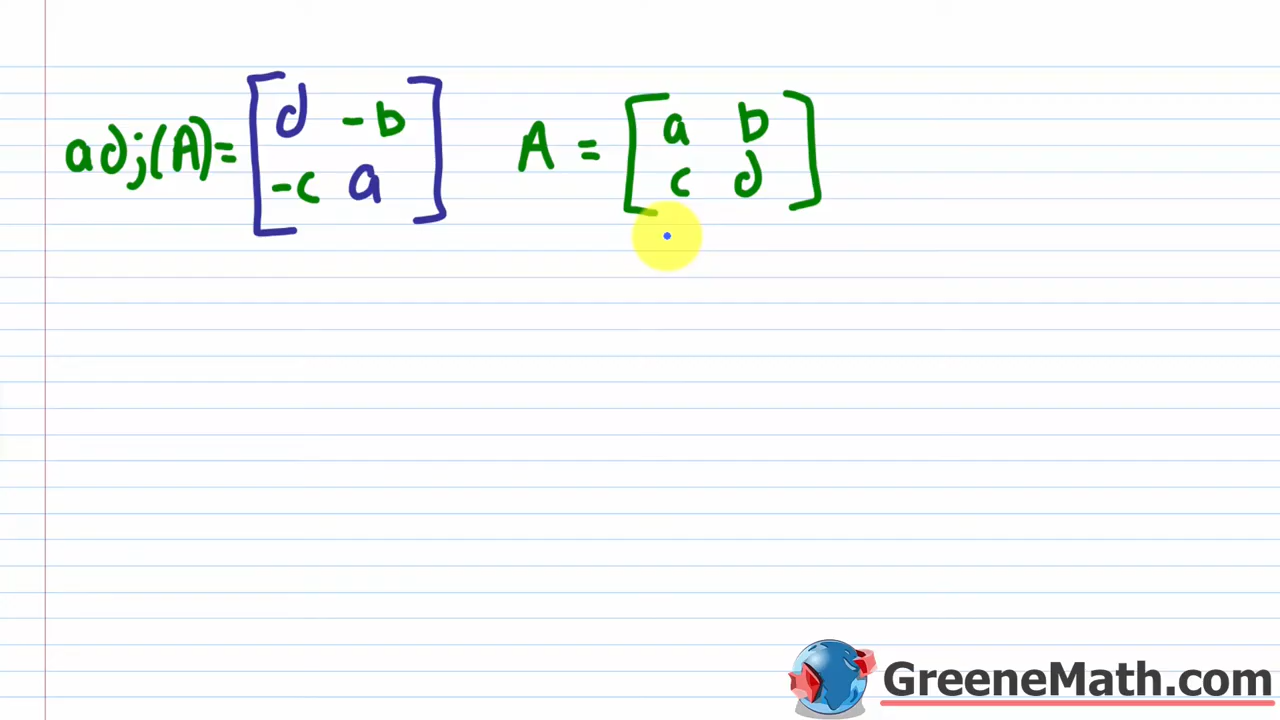 adj(A) = [ d -b   A = [ a b ]
-c a ]   c d ]
GreeneMath.com